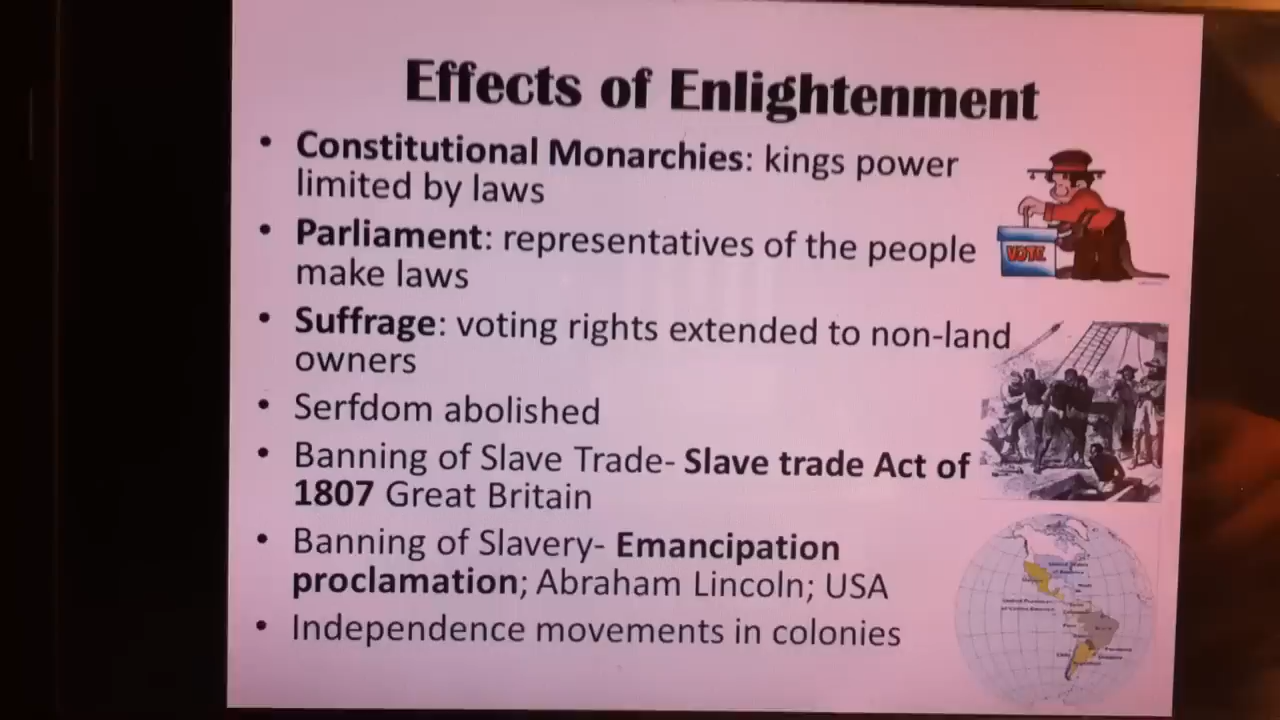 Effects of Enlightenment
• Constitutional Monarchies: kings power
limited by laws
• Parliament: representatives of the people
make laws
VOTE
• Suffrage: voting rights extended to non-land
owners
• Serfdom abolished
• Banning of Slave Trade- Slave trade Act of
1807 Great Britain
• Banning of Slavery- Emancipation
proclamation; Abraham Lincoln; USA
• Independence movements in colonies